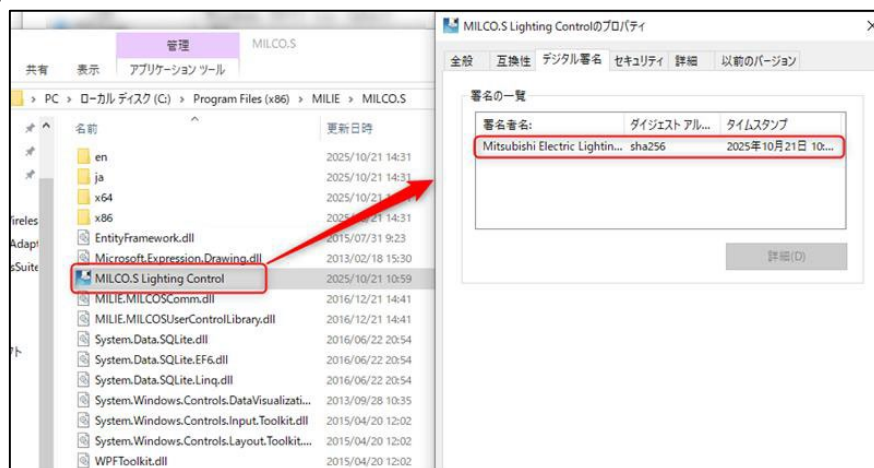 管理
MILCO.S
共有
表示
アプリケーション ツール
PC > ローカル ディスク (C:) > Program Files (x86) > MILIE > MILCO.S
名前
更新日時
en
2025/10/21 14:31
ja
2025/10/21 14:31
x64
2025/10/21
x86
2025/10/21 14:31
EntityFramework.dll
2015/07/31 9:23
Microsoft.Expression.Drawing.dll
2013/02/18 15:30
MILCO.S Lighting Control
2025/10/21 10:59
MILIE.MILCOSComm.dll
2016/12/21 14:41
MILIE.MILCOSUserControlLibrary.dll
2016/12/21 14:41
System.Data.SQLite.dll
2016/06/22 20:54
System.Data.SQLite.EF6.dll
2016/06/22 20:54
System.Data.SQLite.Linq.dll
2016/06/22 20:54
System.Windows.Controls.DataVisualizati...
2013/09/28 10:35
System.Windows.Controls.Input.Toolkit.dll
2015/04/20 12:02
System.Windows.Controls.Layout.Toolkit....
2015/04/20 12:02
WPFToolkit.dll
2015/04/20 12:02
MILCO.S Lighting Controlのプロパティ
全般
互換性
デジタル署名
セキュリティ
詳細
以前のバージョン
署名の一覧
署名者名:
ダイジェスト アル...
タイムスタンプ
Mitsubishi Electric Lightin...
sha256
2025年10月21日 10:...
詳細(D)